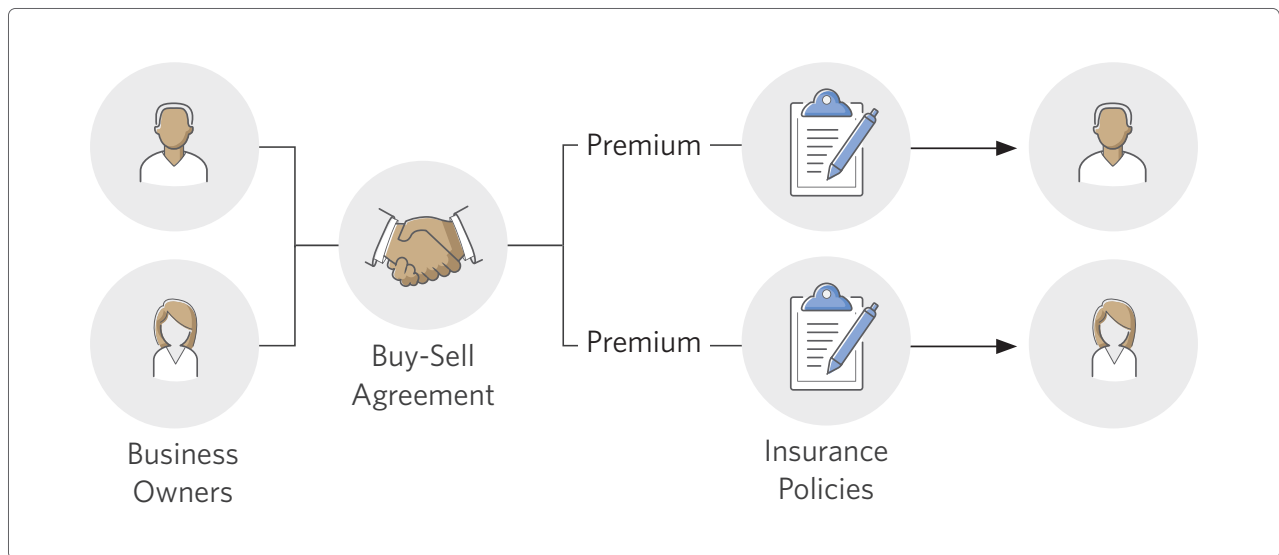 Premium
Premium
Buy-Sell
Agreement
Business
Owners
Insurance
Policies